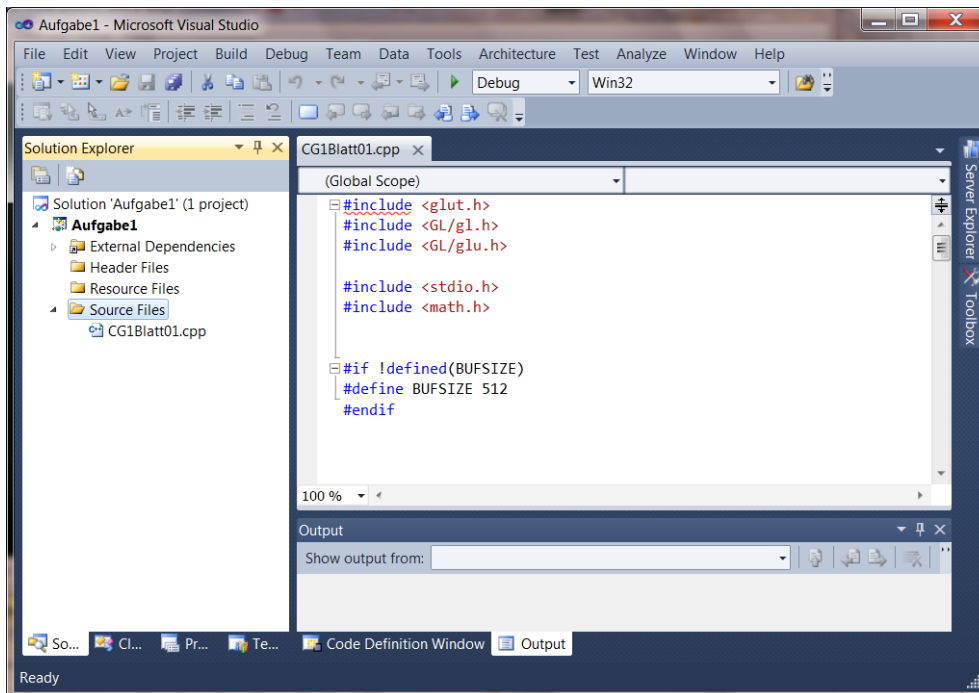 Aufgabe1 - Microsoft Visual Studio
File Edit View Project Build Debug Team Data Tools Architecture Test Analyze Window Help
Debug Win32
Solution Explorer
CG1Blatt01.cpp
(Global Scope)
Solution 'Aufgabe1' (1 project)
Aufgabe1
External Dependencies
Header Files
Resource Files
Source Files
CG1Blatt01.cpp
#include <glut.h>
#include <GL/gl.h>
#include <GL/glu.h>
#include <stdio.h>
#include <math.h>
#if !defined(BUFSIZE)
#define BUFSIZE 512
#endif
100 %
Output
Show output from:
So... Cl... Pr... Te...
Code Definition Window Output
Server Explorer
Toolbox
Ready